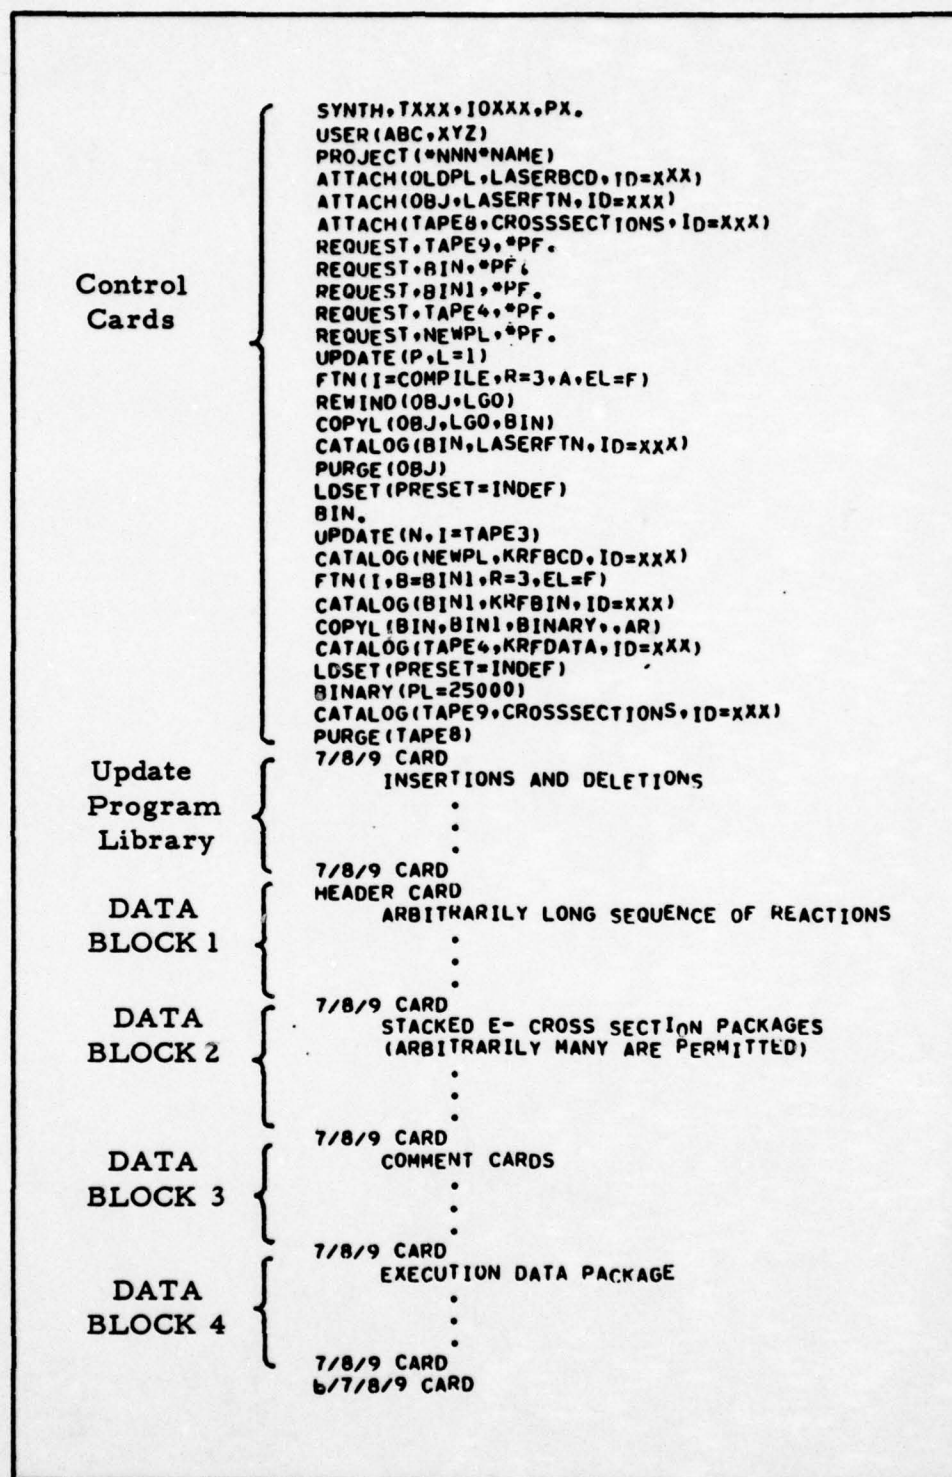 SYNTH,TXXX,IOXXX,PX.
USER(ABC,XYZ)
PROJECT(*NNN*NAME)
ATTACH(OLDPL,LASERBCD,ID=XXX)
ATTACH(OBJ,LASERFTN,ID=XXX)
ATTACH(TAPE8,CROSSSECTIONS,ID=XXX)
REQUEST,TAPE9,*PF.
REQUEST,BIN,*PF.
Control
Cards
REQUEST,BIN1,*PF.
REQUEST,TAPE4,*PF.
REQUEST,NEWPL,*PF.
UPDATE(P,L=1)
FTN(I=COMPILE,R=3,A,EL=F)
REWIND(OBJ,LGO)
COPYL(OBJ,LGO,BIN)
CATALOG(BIN,LASERFTN,ID=XXX)
PURGE(OBJ)
LDSET(PRESET=INDEF)
BIN.
UPDATE(N,I=TAPE3)
CATALOG(NEWPL,KRFBCD,ID=XXX)
FTN(I,B=BIN1,R=3,EL=F)
CATALOG(BIN1,KRFBIN,ID=XXX)
COPYL(BIN,BIN1,BINARY,,AR)
CATALOG(TAPE4,KRFDATA,ID=XXX)
LDSET(PRESET=INDEF)
BINARY(PL=25000)
CATALOG(TAPE9,CROSSSECTIONS,ID=XXX)
PURGE(TAPE8)
Update
Program
Library
7/8/9 CARD
INSERTIONS AND DELETIONS
7/8/9 CARD
DATA
BLOCK 1
HEADER CARD
ARBITRARILY LONG SEQUENCE OF REACTIONS
7/8/9 CARD
DATA
BLOCK 2
STACKED E- CROSS SECTION PACKAGES
(ARBITRARILY MANY ARE PERMITTED)
7/8/9 CARD
DATA
BLOCK 3
COMMENT CARDS
7/8/9 CARD
DATA
BLOCK 4
EXECUTION DATA PACKAGE
7/8/9 CARD
6/7/8/9 CARD